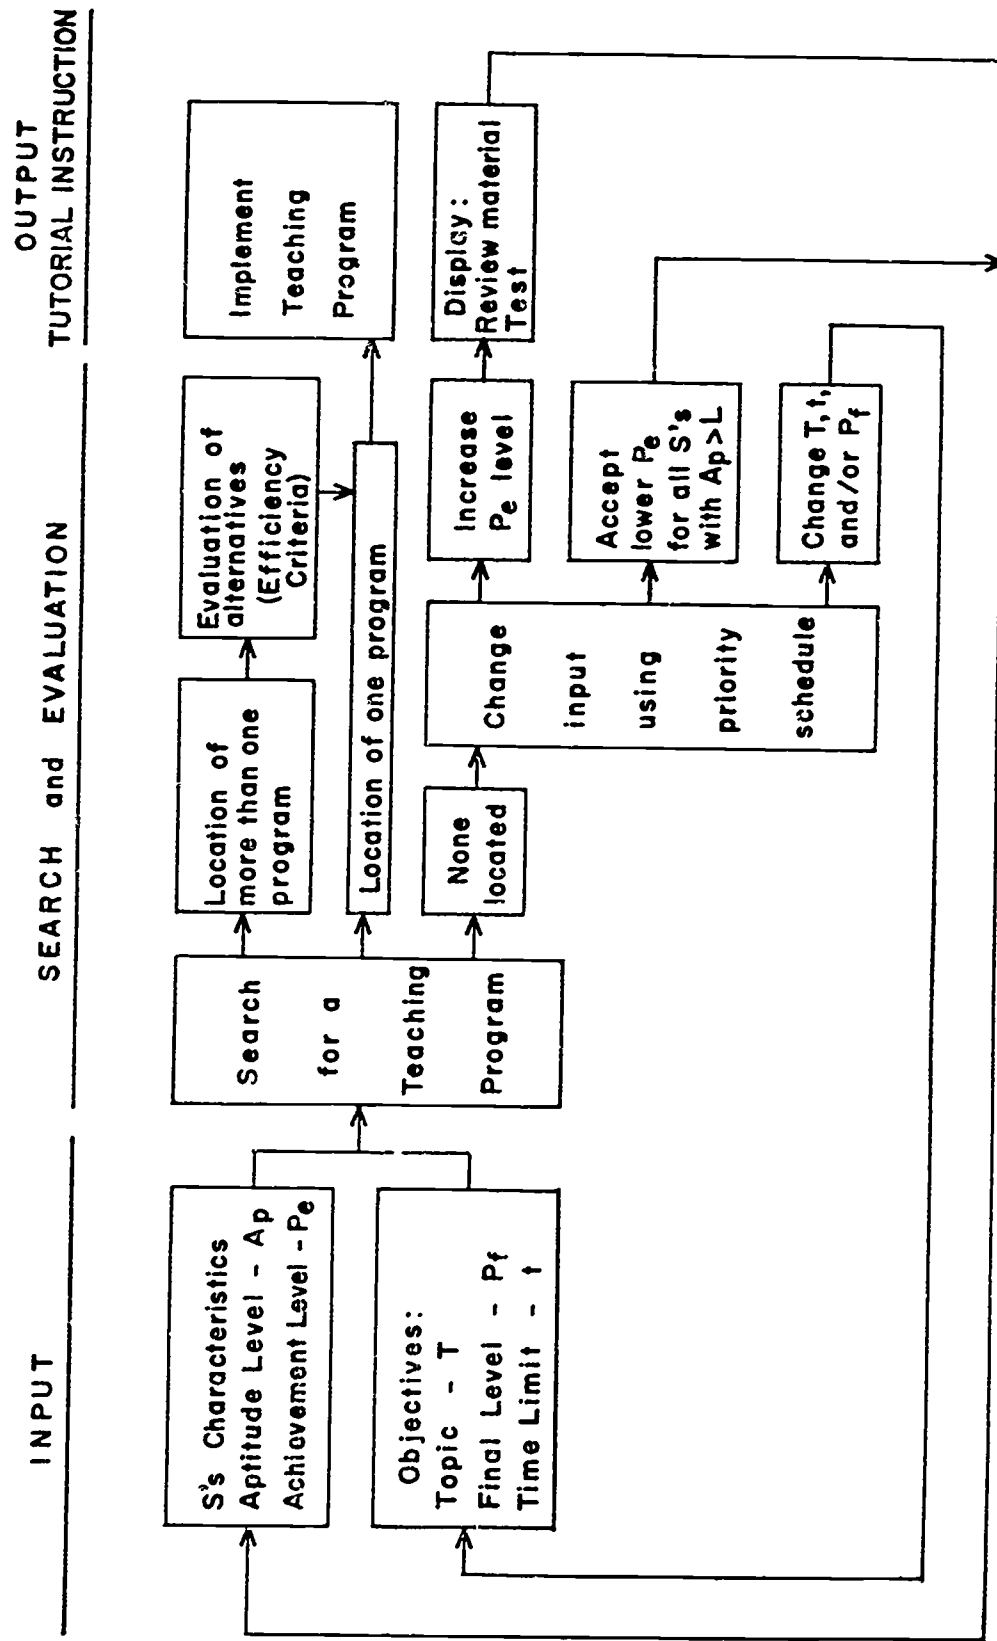 INPUT
SEARCH and EVALUATION
OUTPUT
TUTORIAL INSTRUCTION
S's Characteristics
Aptitude Level - Ap
Achievement Level - Pe
Objectives:
Topic - T
Final Level - Pf
Time Limit - t
Search
for a
Teaching
Program
Location of
more than one
program
Evaluation of
alternatives
(Efficiency
Criteria)
Location of one program
Implement
Teaching
Program
None
located
Change
input
using
priority
schedule
Increase
Pe level
Display:
Review material
Test
Accept
lower Pe
for all S's
with Ap>L
Change T, t,
and/or Pf